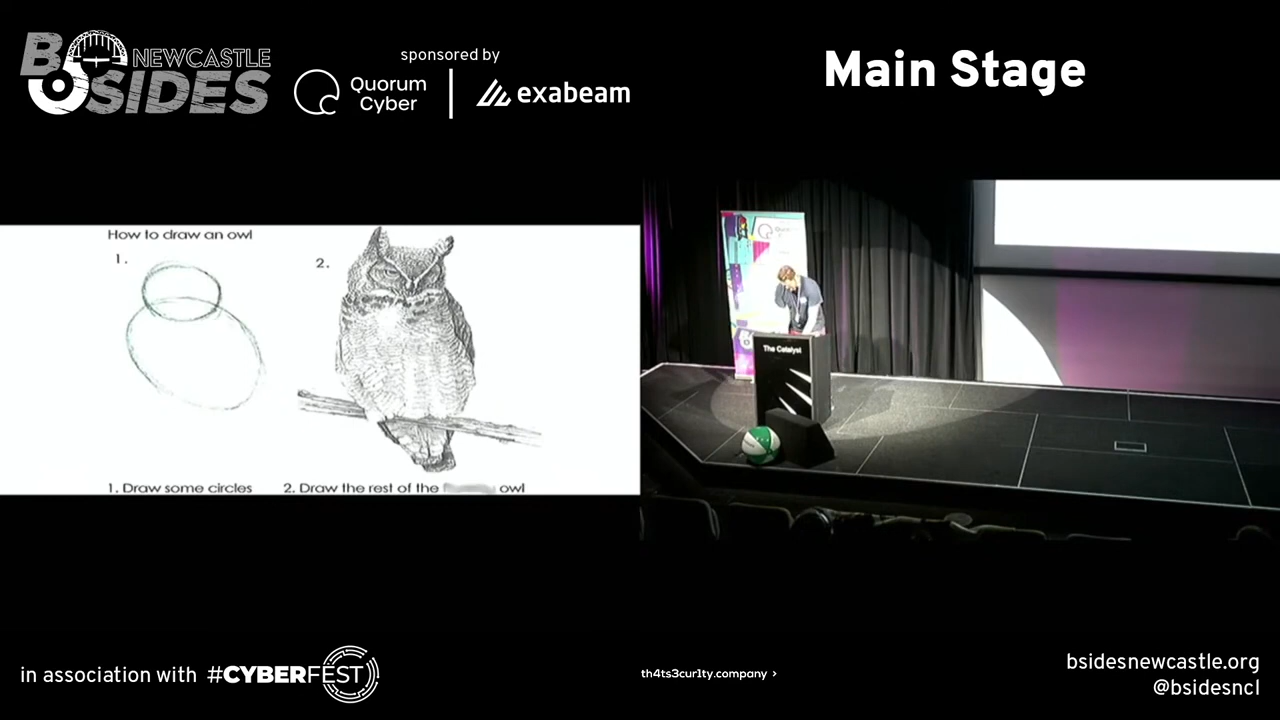 BSIDES
NEWCASTLE
sponsored by
Quorum
Cyber
exabeam
Main Stage
How to draw an owl
1.
2.
1. Draw some circles
2. Draw the rest of the owl
The Catalyst
in association with #CYBERFEST
th4ts3cur1ty.company >
bsidesnewcastle.org
@bsidesncl